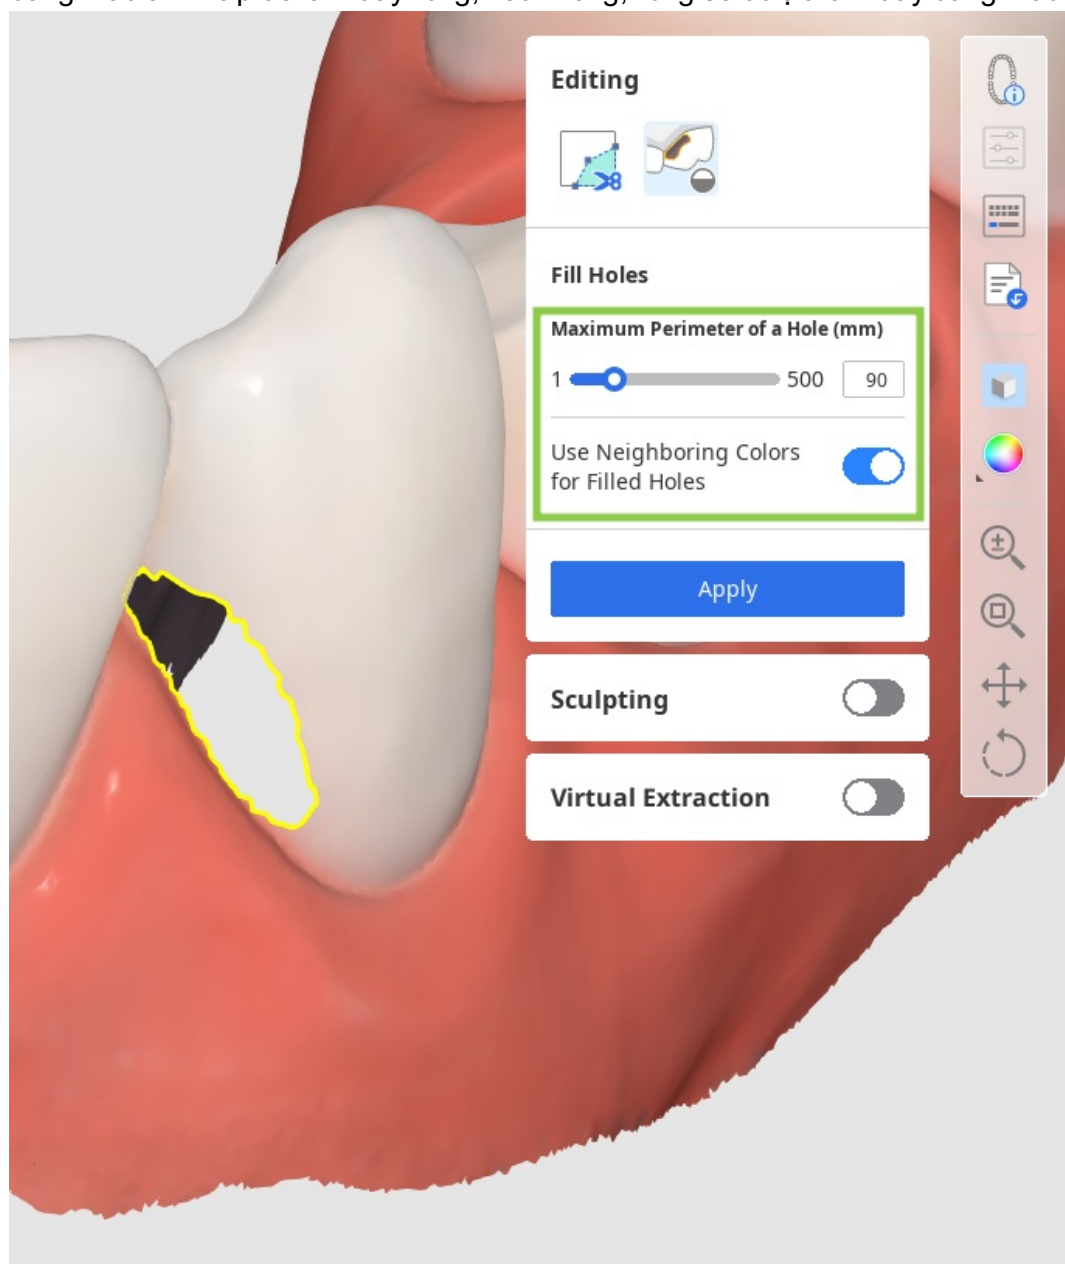 Editing
Fill Holes
Maximum Perimeter of a Hole (mm)
1 500 90
Use Neighboring Colors
for Filled Holes
Apply
Sculpting
Virtual Extraction